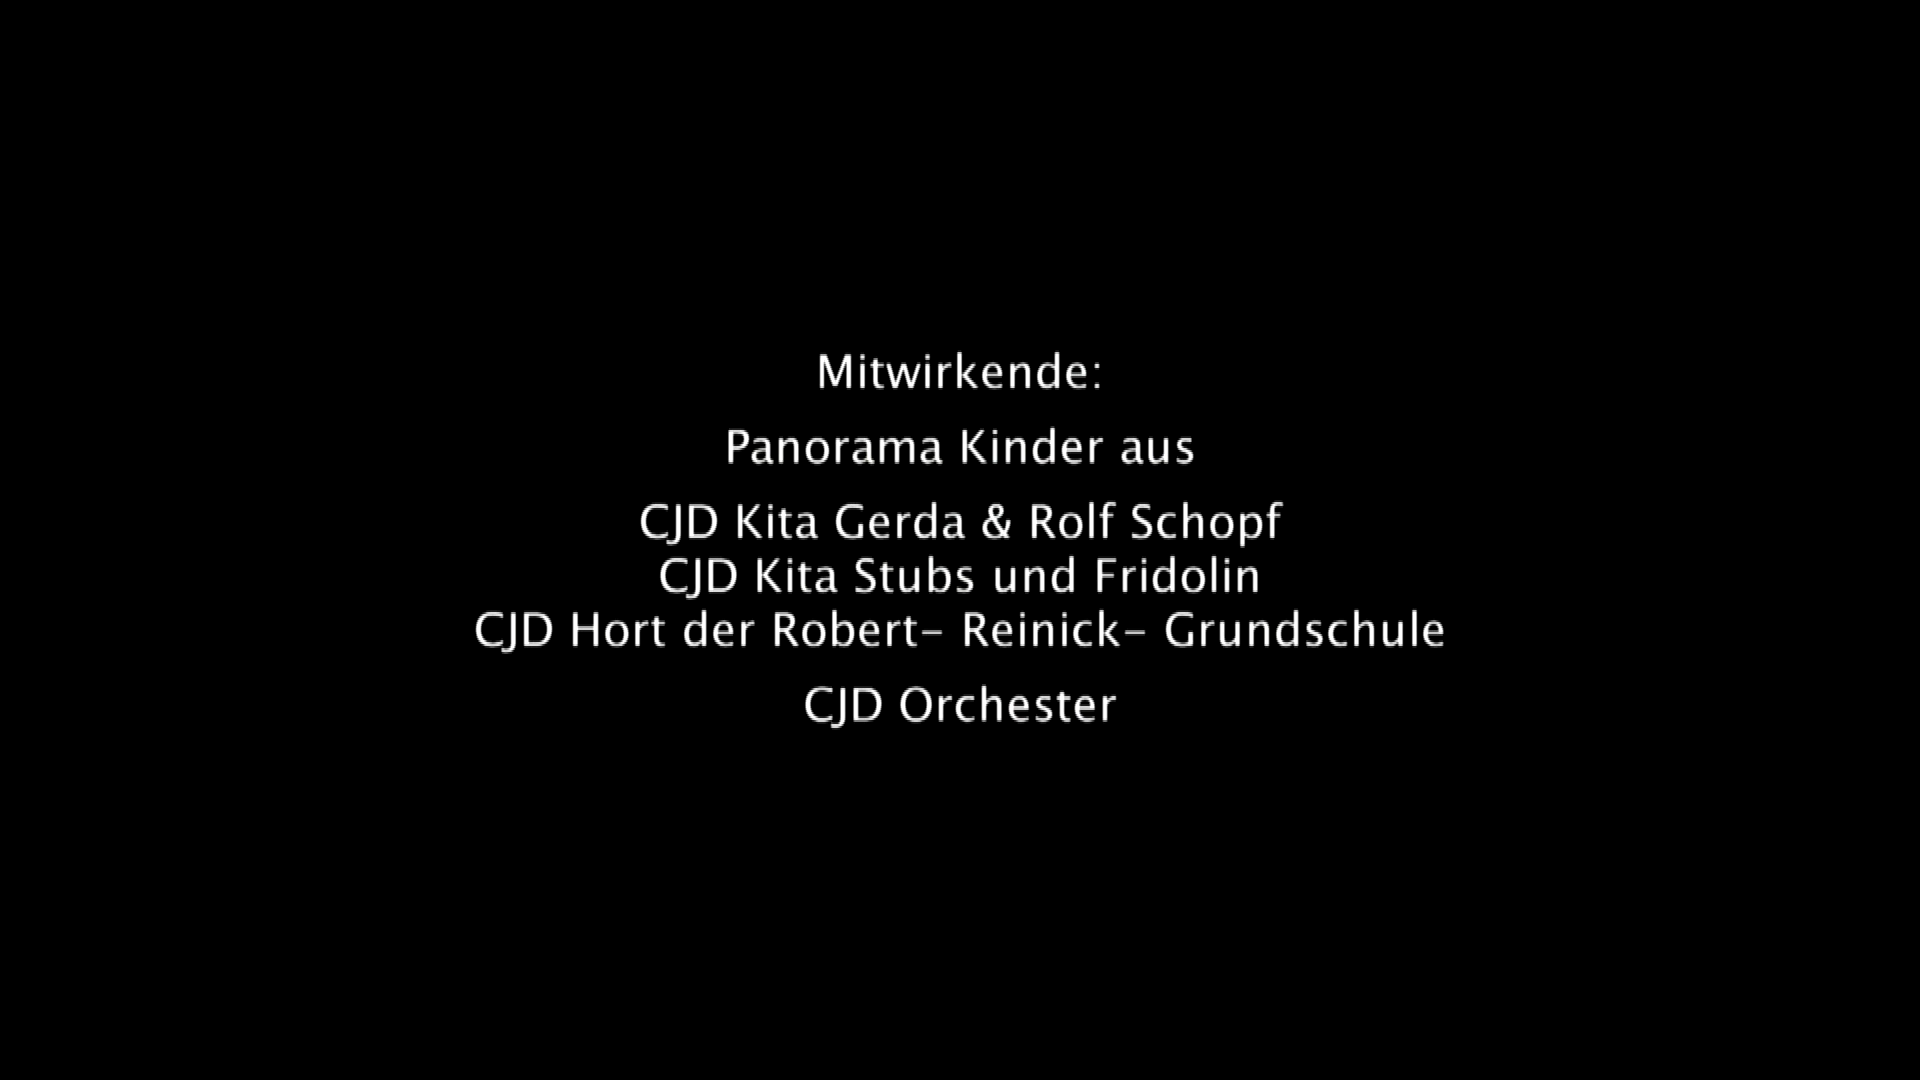 Mitwirkende:
Panorama Kinder aus
CJD Kita Gerda & Rolf Schopf
CJD Kita Stubs und Fridolin
CJD Hort der Robert- Reinick- Grundschule
CJD Orchester